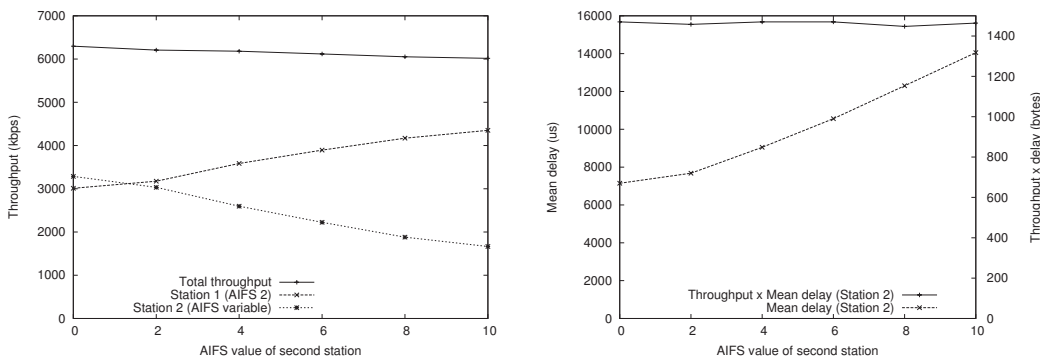 7000
6000
5000
4000
3000
2000
1000
0
Throughput (kbps)
Total throughput
Station 1 (AIFS 2)
Station 2 (AIFS variable)
0 2 4 6 8 10
AIFS value of second station
16000
14000
12000
10000
8000
6000
4000
2000
0
Mean delay (us)
Throughput x Mean delay (Station 2)
Mean delay (Station 2)
0 2 4 6 8 10
AIFS value of second station
1400
1200
1000
800
600
400
200
0
Throughput x delay (bytes)